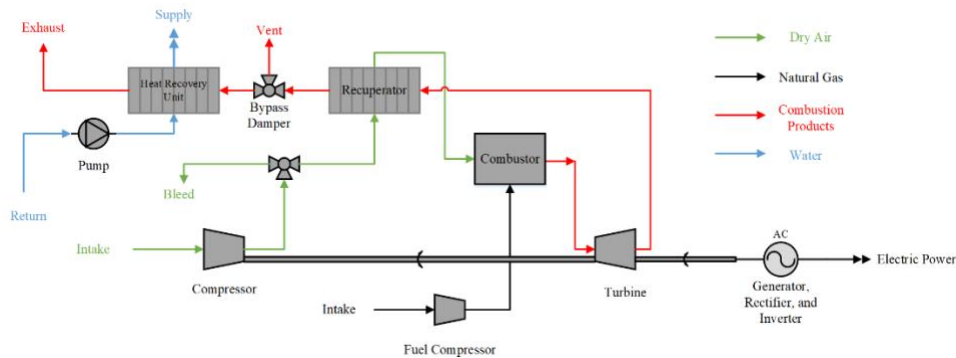 Supply
Exhaust
Vent
Dry Air
Heat Recovery
Unit
Recuperator
Natural Gas
Bypass
Damper
Combustion
Products
Pump
Combustor
Water
Bleed
Return
Intake
AC
Electric Power
Compressor
Turbine
Generator,
Rectifier, and
Inverter
Intake
Fuel Compressor